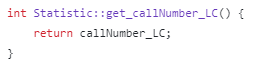 int Statistic::get_callNumber_LC() {
    return callNumber_LC;
}